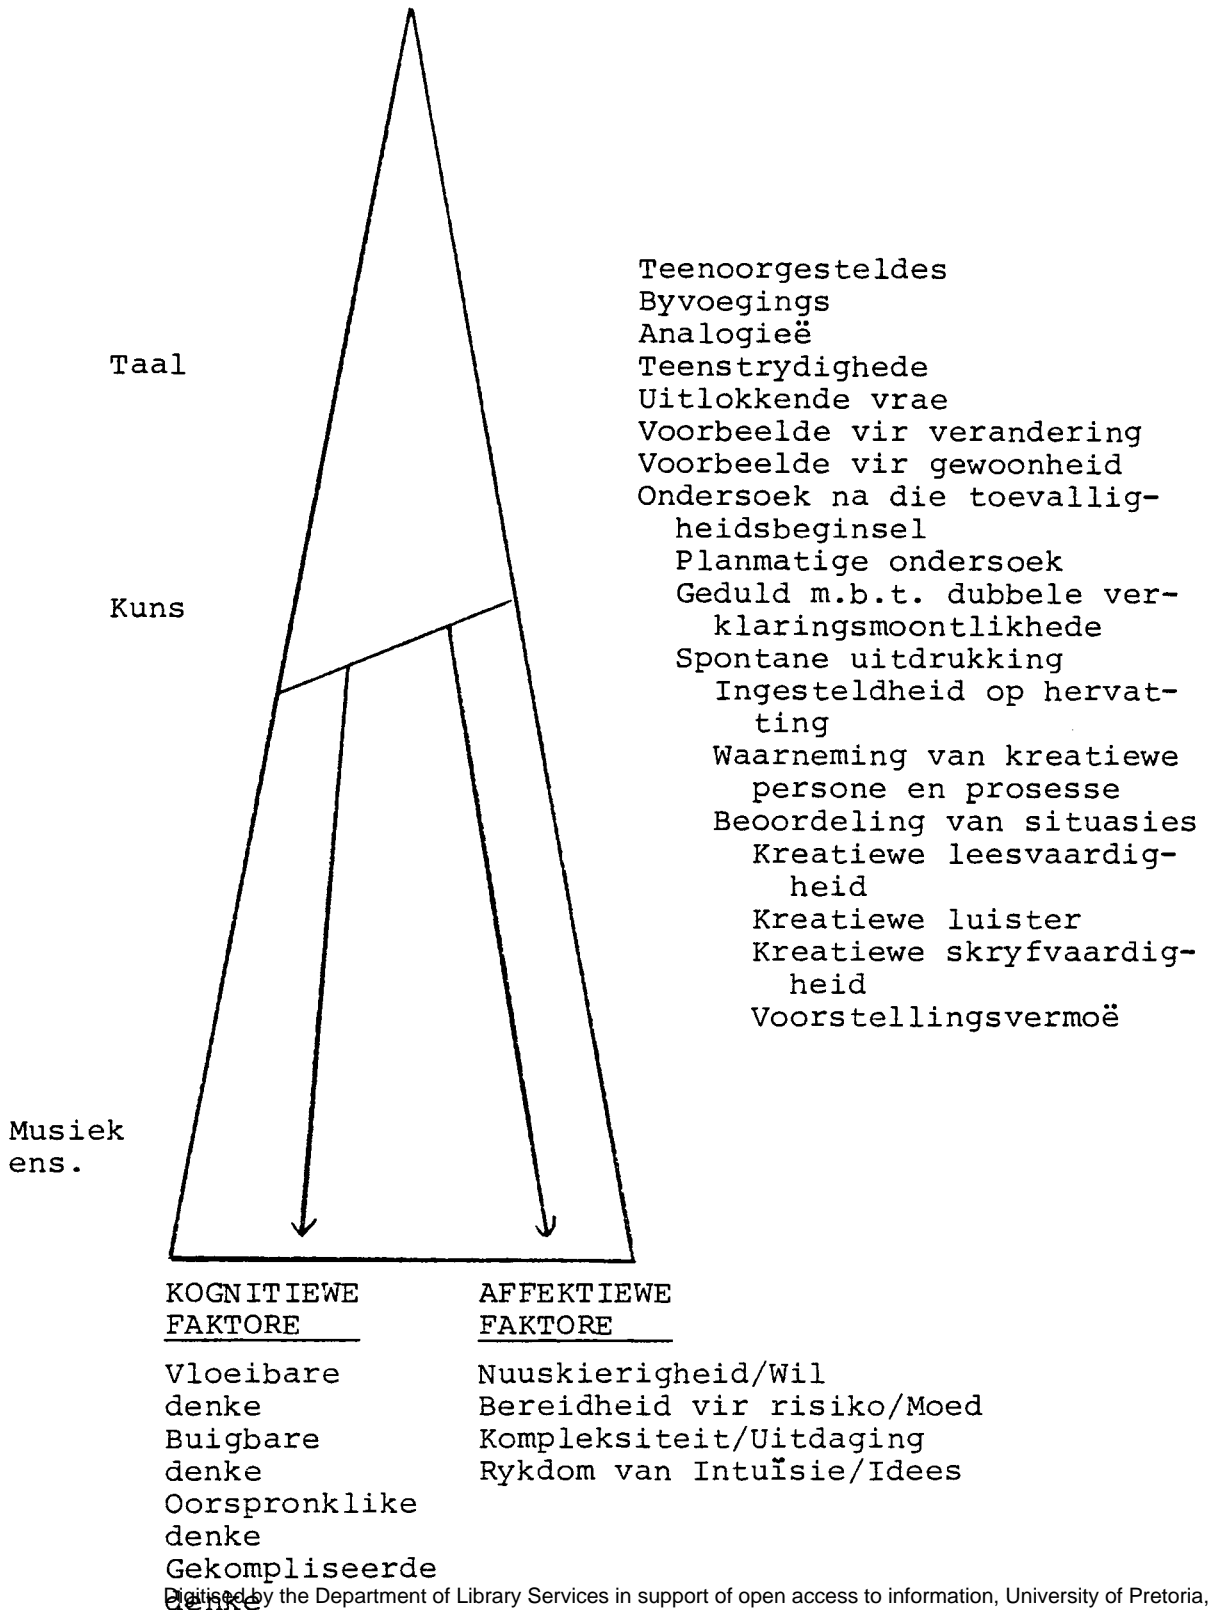 Teenoorgesteldes
Byvoegings
Analogieë
Taal
Teenstrydighede
Uitlokkende vrae
Voorbeelde vir verandering
Voorbeelde vir gewoonheid
Ondersoek na die toevallig-
heidsbeginsel
Planmatige ondersoek
Kuns
Geduld m.b.t. dubbele ver-
klaringsmoontlikhede
Spontane uitdrukking
Ingesteldheid op hervat-
ting
Waarneming van kreatiewe
persone en prosesse
Beoordeling van situasies
Kreatiewe leesvaardig-
heid
Kreatiewe luister
Kreatiewe skryfvaardig-
heid
Voorstellingsvermoë
Musiek
ens.
KOGNITIEWE
FAKTORE
Vloeibare
denke
Buigbare
denke
Oorspronklike
denke
Gekompliseerde
denke
AFFEKTIEWE
FAKTORE
Nuuskierigheid/Wil
Bereidheid vir risiko/Moed
Kompleksiteit/Uitdaging
Rykdom van Intuïsie/Idees
Digitised by the Department of Library Services in support of open access to information, University of Pretoria,